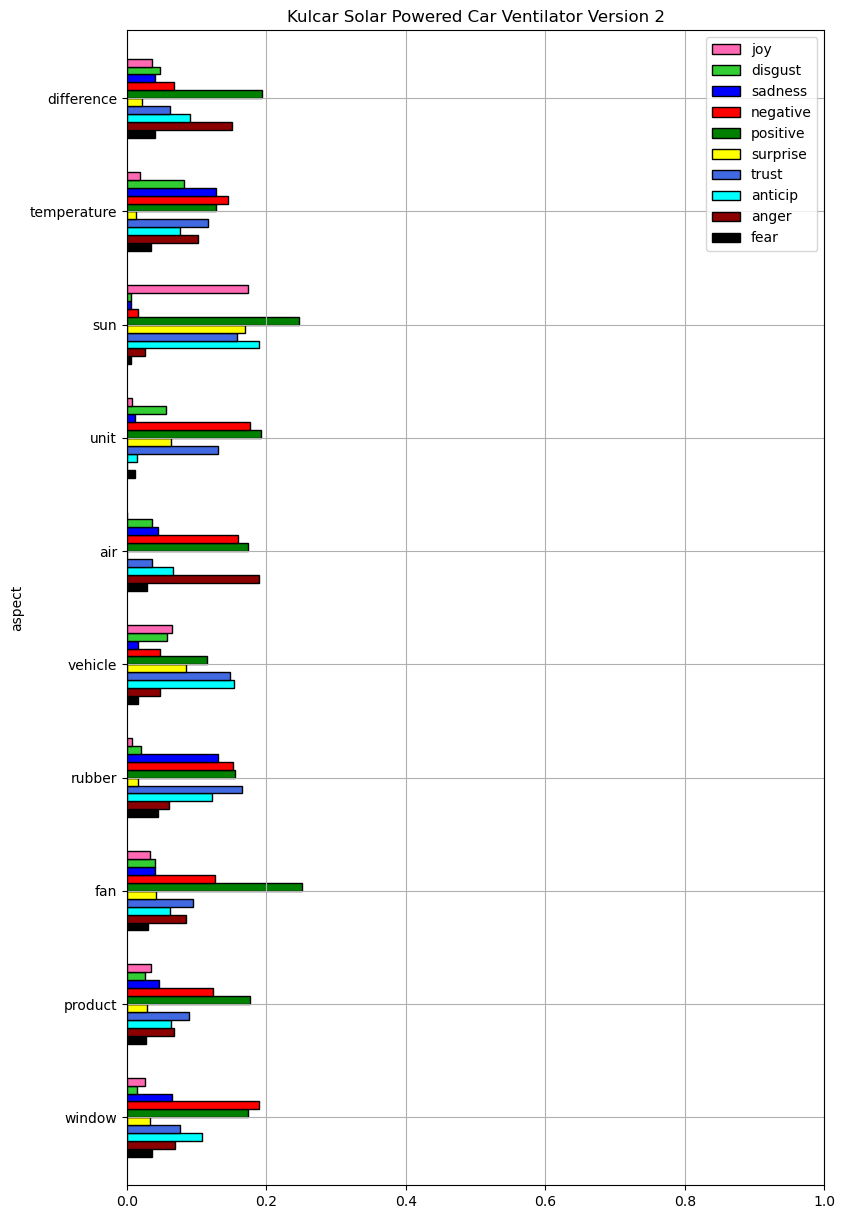 Kulcar Solar Powered Car Ventilator Version 2
joy
disgust
sadness
negative
positive
surprise
trust
anticip
anger
fear
difference
temperature
sun
unit
air
vehicle
rubber
fan
product
window
aspect
0.0 0.2 0.4 0.6 0.8 1.0